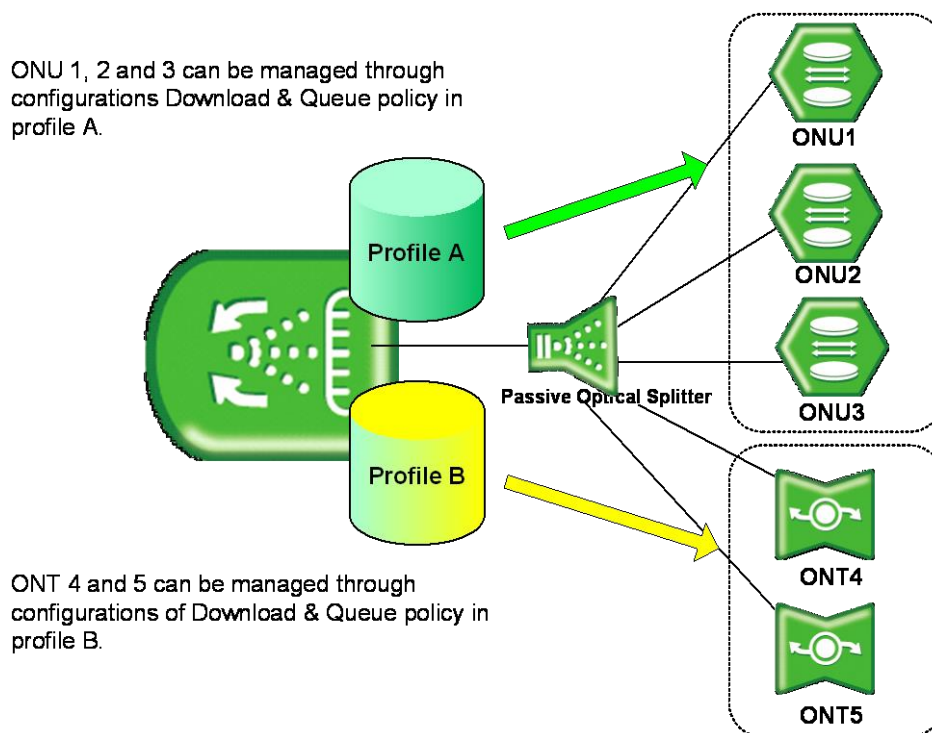 ONU 1, 2 and 3 can be managed through
configurations Download & Queue policy in
profile A.
ONU1
Profile A
ONU2
Passive Optical Splitter
ONU3
Profile B
ONT4
ONT 4 and 5 can be managed through
configurations of Download & Queue policy in
profile B.
ONT5